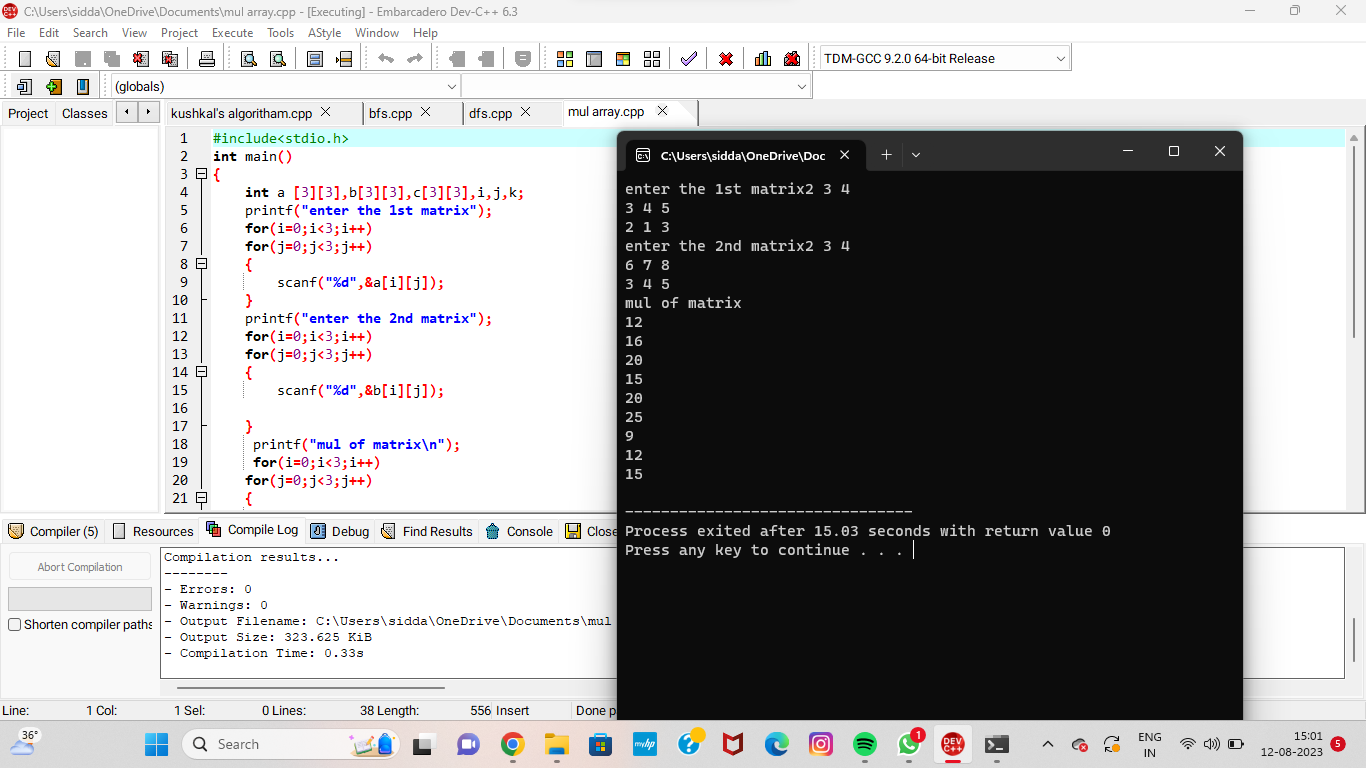 C:\Users\sidda\OneDrive\Documents\mul array.cpp - [Executing] - Embarcadero Dev-C++ 6.3
File Edit Search View Project Execute Tools AStyle Window Help
TDM-GCC 9.2.0 64-bit Release
(globals)
Project Classes kushkal's algoritham.cpp bfs.cpp dfs.cpp mul array.cpp
1 #include<stdio.h>
2 int main()
3 {
4 int a [3][3],b[3][3],c[3][3],i,j,k;
5 printf("enter the 1st matrix");
6 for(i=0;i<3;i++)
7 for(j=0;j<3;j++)
8 {
9 scanf("%d",&a[i][j]);
10 }
11 printf("enter the 2nd matrix");
12 for(i=0;i<3;i++)
13 for(j=0;j<3;j++)
14 {
15 scanf("%d",&b[i][j]);
16
17 }
18 printf("mul of matrix\n");
19 for(i=0;i<3;i++)
20 for(j=0;j<3;j++)
21 {
C:\Users\sidda\OneDrive\Doc
enter the 1st matrix2 3 4
3 4 5
2 1 3
enter the 2nd matrix2 3 4
6 7 8
3 4 5
mul of matrix
12
16
20
15
20
25
9
12
15
--------------------------------
Process exited after 15.03 seconds with return value 0
Press any key to continue . . .
Compiler (5) Resources Compile Log Debug Find Results Console Close
Abort Compilation
Shorten compiler paths
Compilation results...
--------
- Errors: 0
- Warnings: 0
- Output Filename: C:\Users\sidda\OneDrive\Documents\mul
- Output Size: 323.625 KiB
- Compilation Time: 0.33s
Line: 1 Col: 1 Sel: 0 Lines: 38 Length: 556 Insert Done p
36°
Search
myhp
1
DEV C++
ENG
IN
15:01
12-08-2023
5